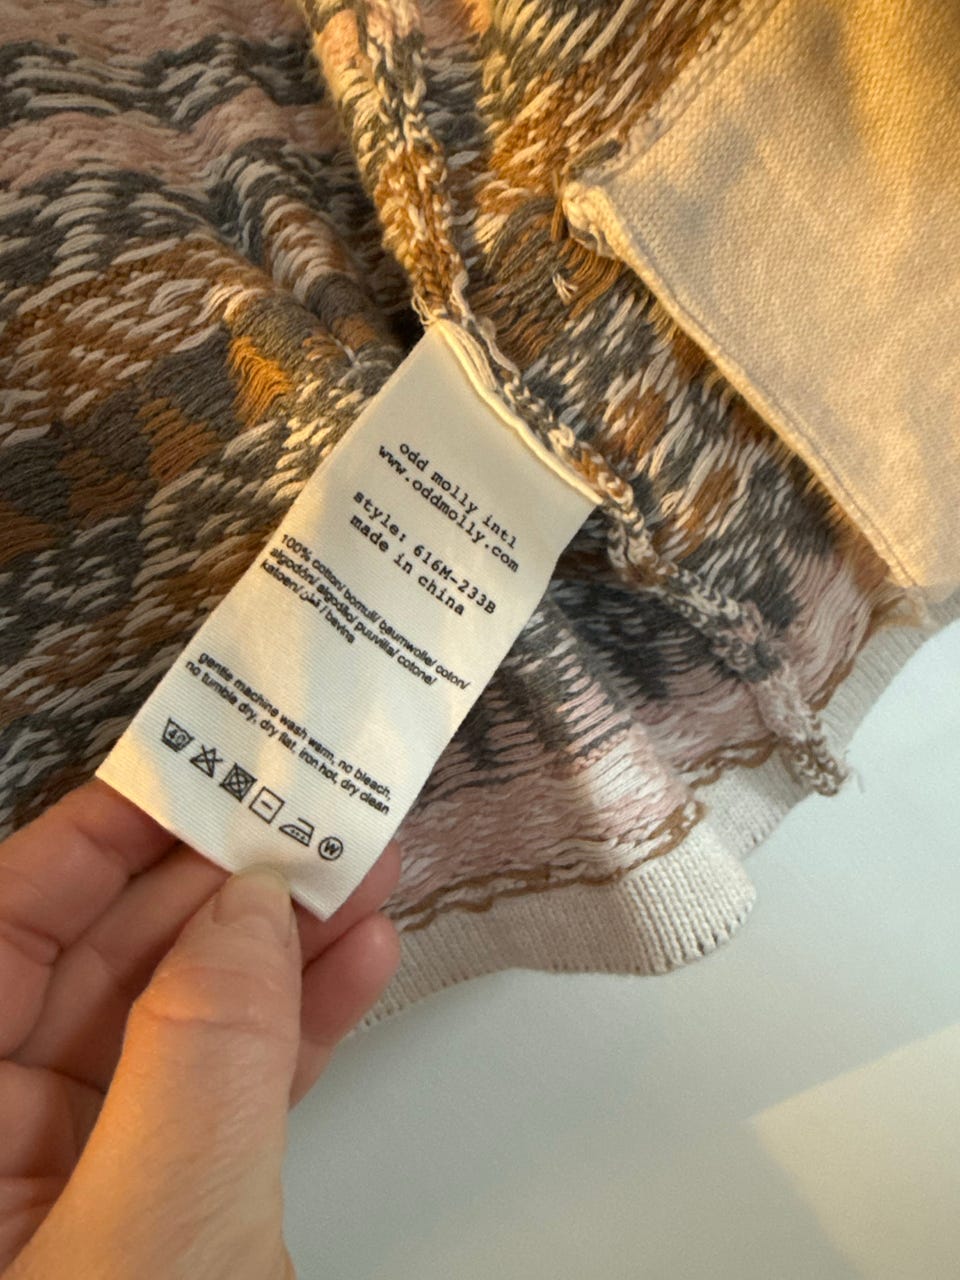 odd molly intl
www.oddmolly.com
style: 616M-233B
made in china
100% cotton/ bomull/ baumwolle/ coton/
algodón/ algodão/ puuvilla/ cotone/
katoen/ قطن / bavlna
gentle machine wash warm, no bleach,
no tumble dry, dry flat, iron hot, dry clean
40 W